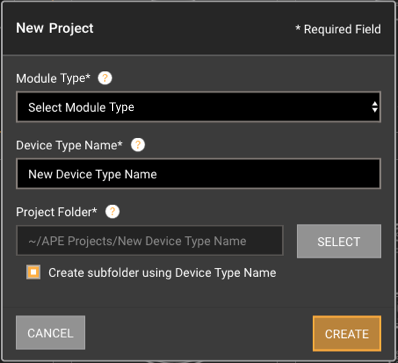 New Project
* Required Field
Module Type* ?
Select Module Type
Device Type Name* ?
New Device Type Name
Project Folder* ?
~/APE Projects/New Device Type Name
SELECT
Create subfolder using Device Type Name
CANCEL
CREATE